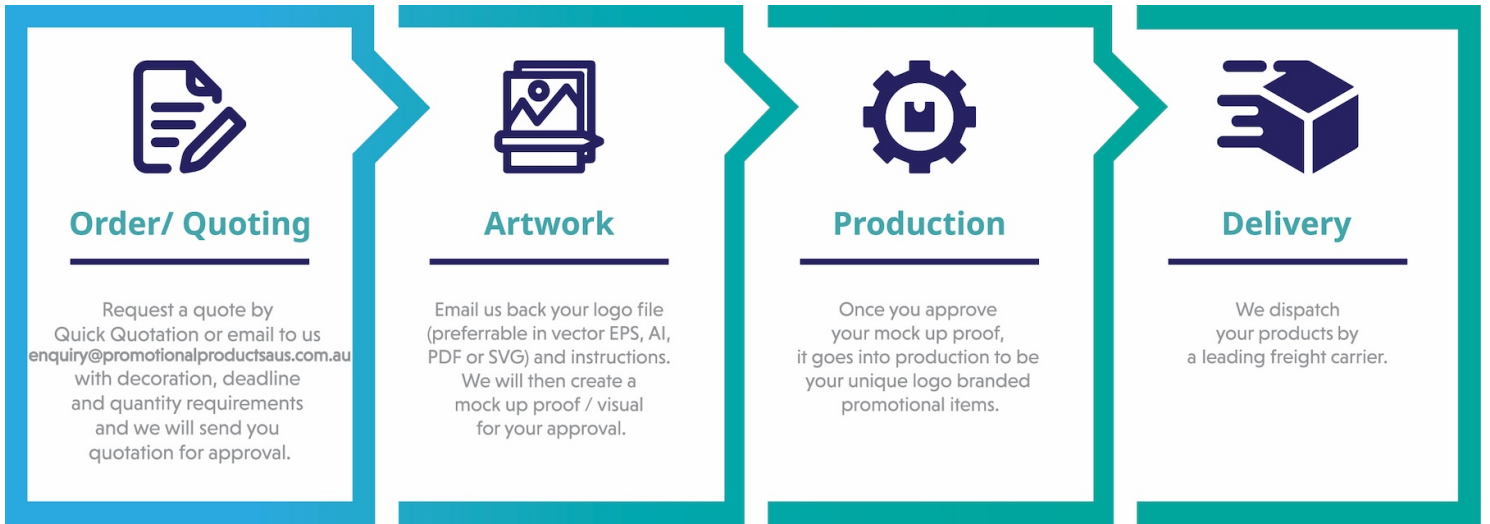 Order/ Quoting
Request a quote by
Quick Quotation or email to us
enquiry@promotionalproductsaus.com.au
with decoration, deadline
and quantity requirements
and we will send you
quotation for approval.
Artwork
Email us back your logo file
(preferrable in vector EPS, AI,
PDF or SVG) and instructions.
We will then create a
mock up proof / visual
for your approval.
Production
Once you approve
your mock up proof,
it goes into production to be
your unique logo branded
promotional items.
Delivery
We dispatch
your products by
a leading freight carrier.